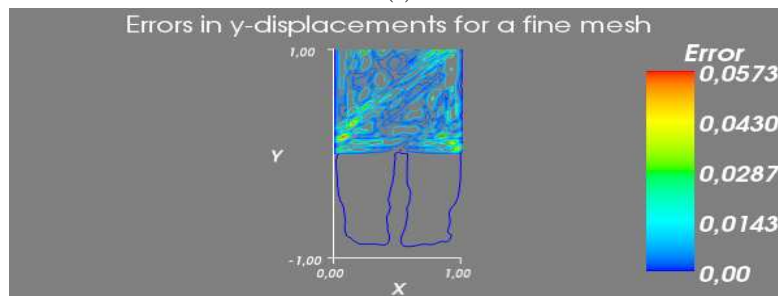 Errors in y-displacements for a fine mesh
1,00
Y
-1,00
0,00
1,00
X
Error
0,0573
0,0430
0,0287
0,0143
0,00